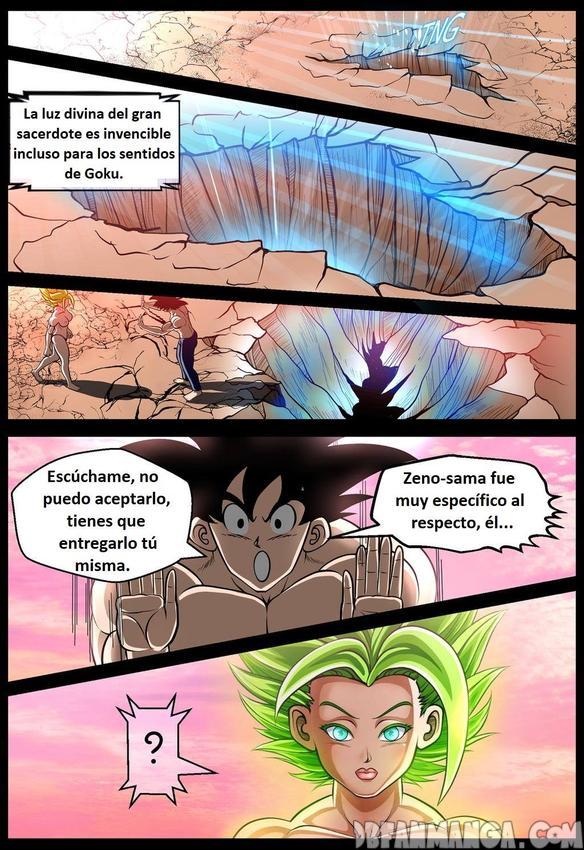 La luz divina del gran
sacerdote es invencible
incluso para los sentidos
de Goku.
Escúchame, no
puedo aceptarlo,
tienes que
entregarlo tú
misma.
Zeno-sama fue
muy específico al
respecto, él...
?
DBFANMANGA.COM